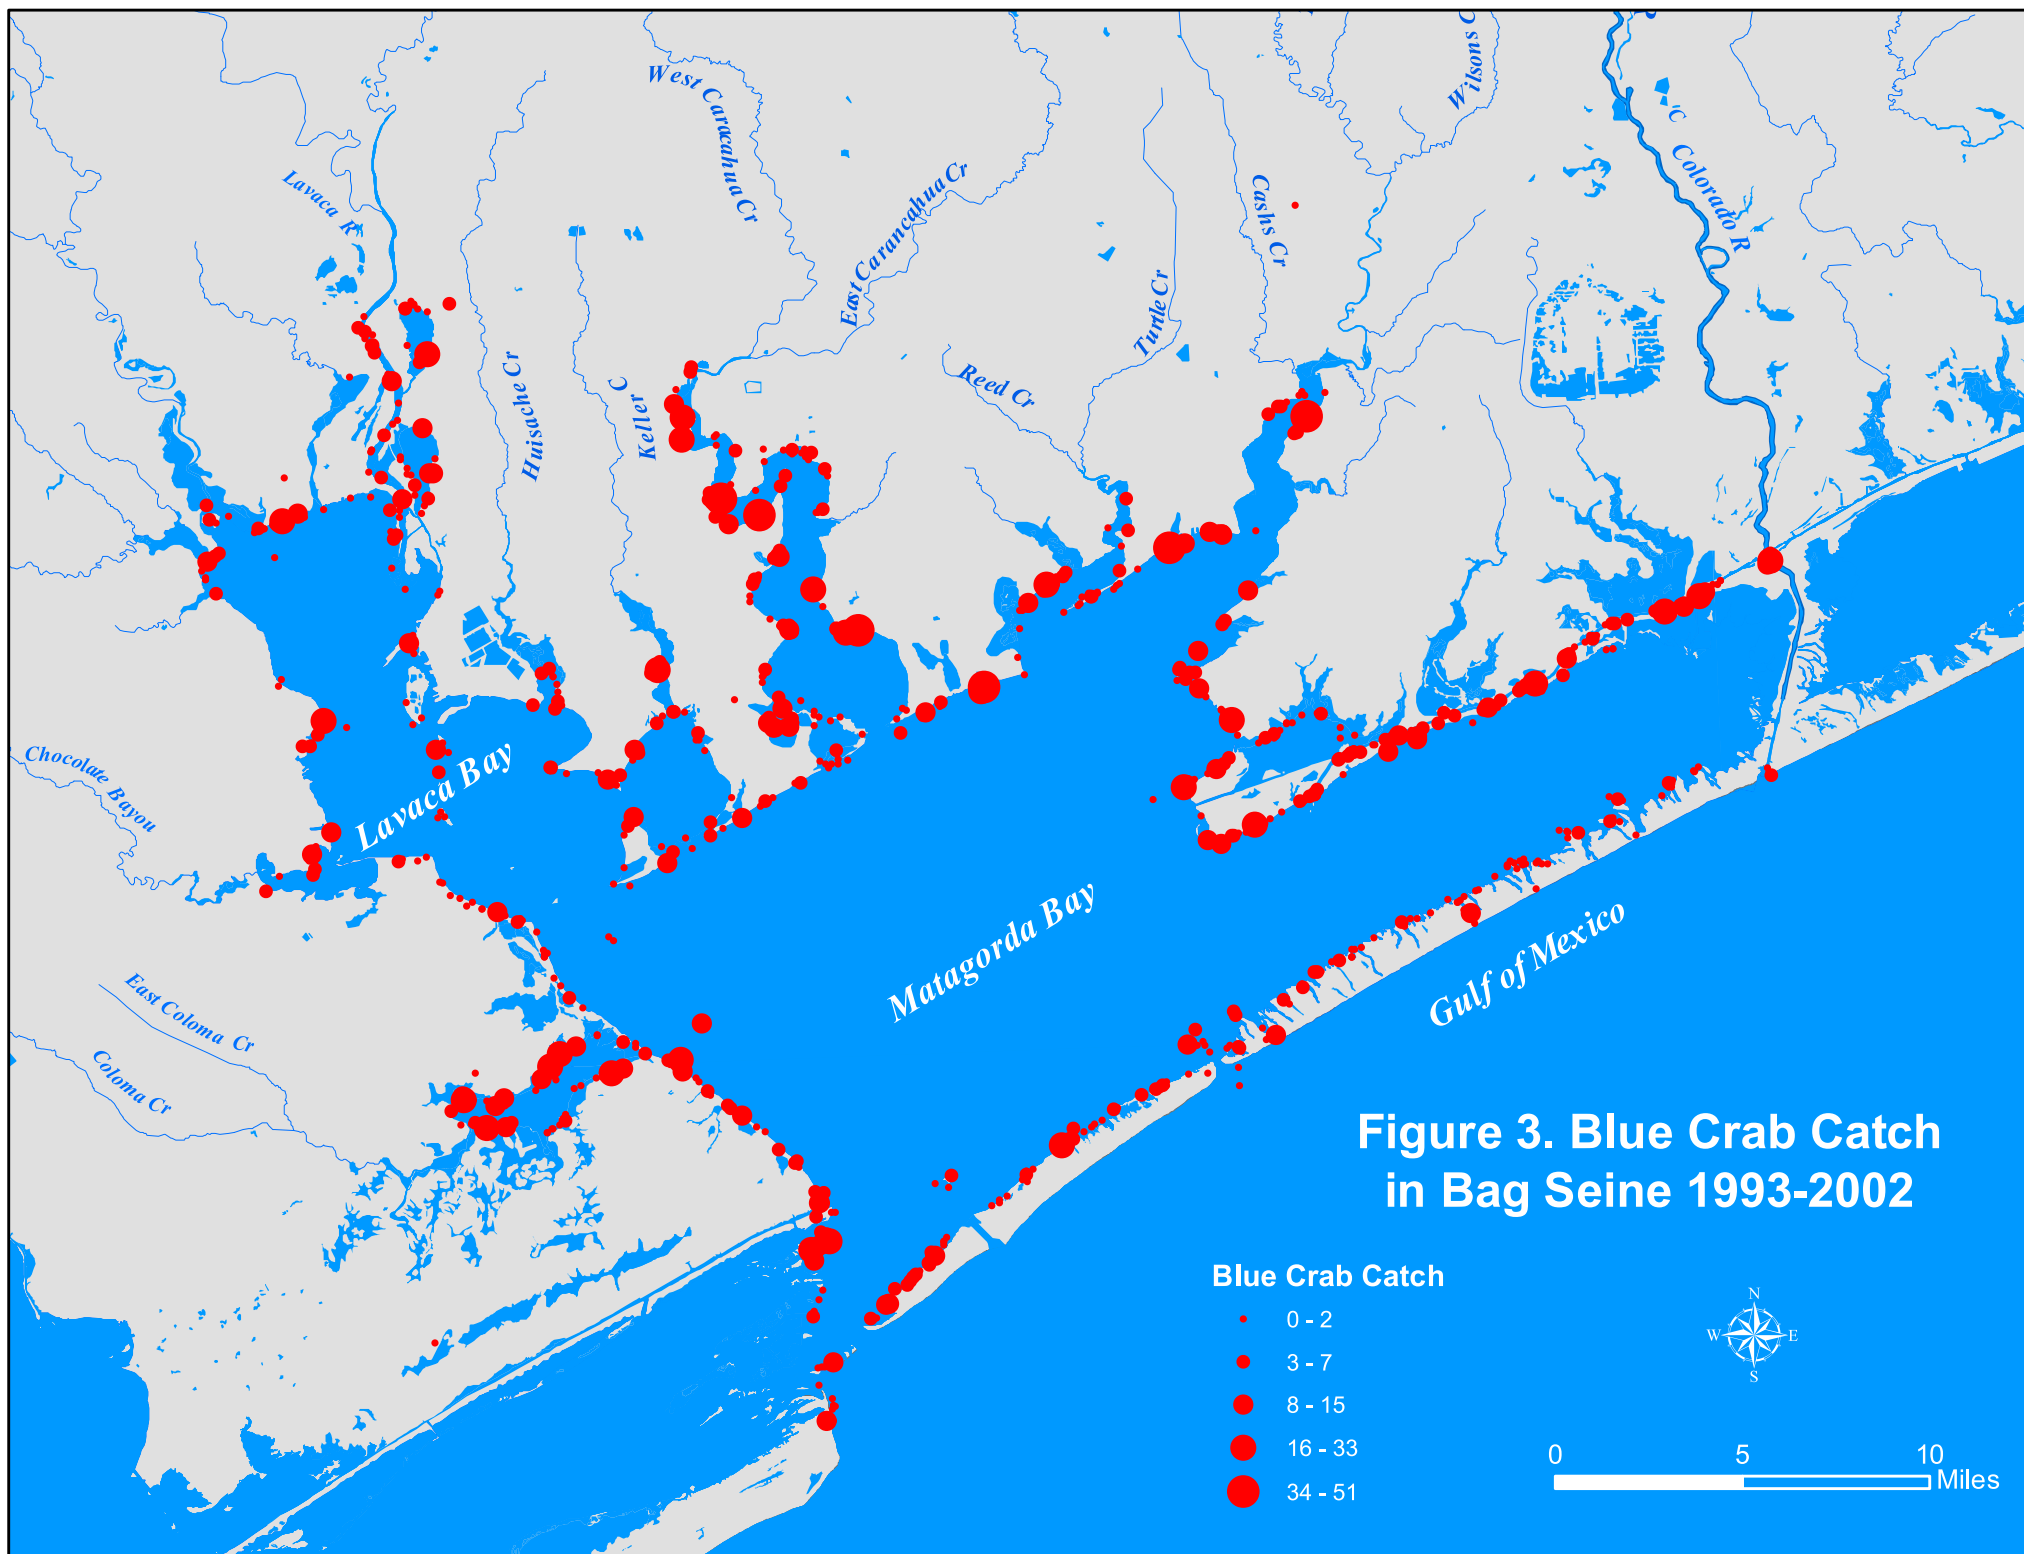 West Caracahua Cr
Wilsons C
C
Colorado R
Lavaca R
East Carancahua Cr
Cashs Cr
Turtle Cr
Huisache Cr
Keller C
Reed Cr
Chocolate Bayou
Lavaca Bay
Matagorda Bay
Gulf of Mexico
East Coloma Cr
Coloma Cr
Figure 3. Blue Crab Catch
in Bag Seine 1993-2002
Blue Crab Catch
0 - 2
3 - 7
8 - 15
16 - 33
34 - 51
N
W E
S
0 5 10
Miles